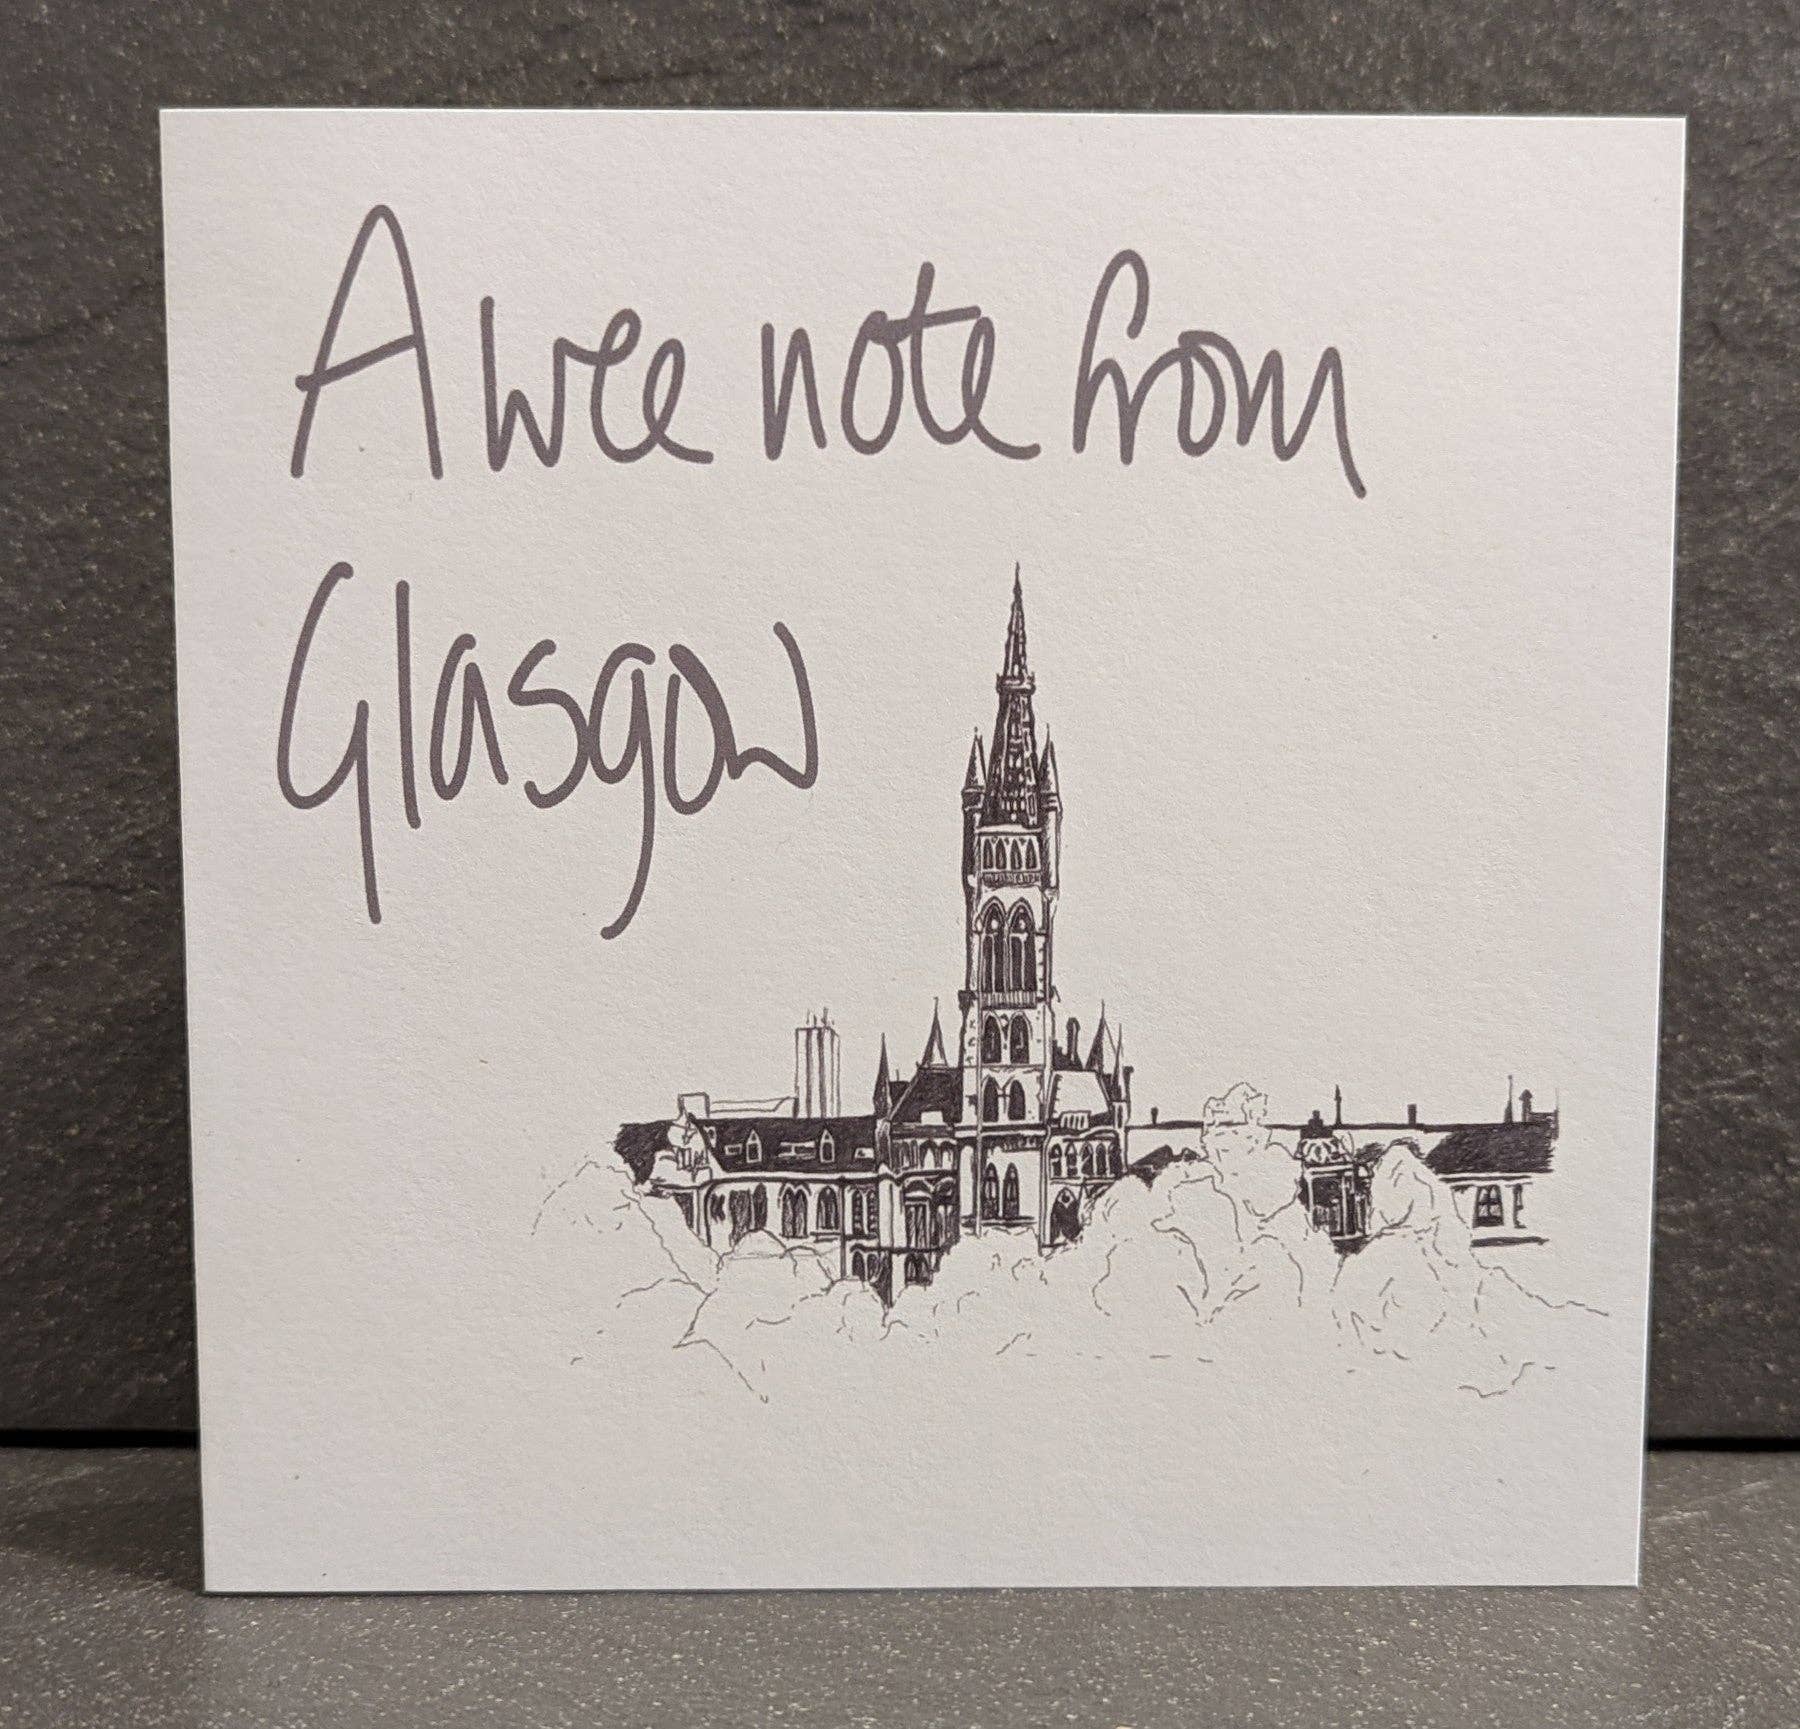 A wee note from
Glasgow